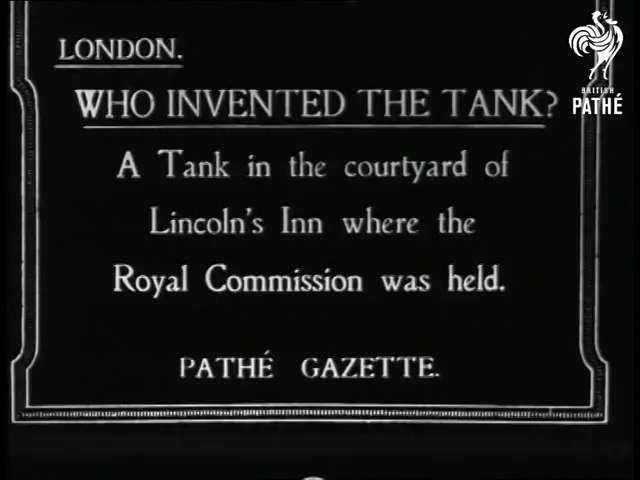 LONDON.
WHO INVENTED THE TANK?
A Tank in the courtyard of
Lincoln's Inn where the
Royal Commission was held.
PATHÉ GAZETTE.
BRITISH
PATHÉ